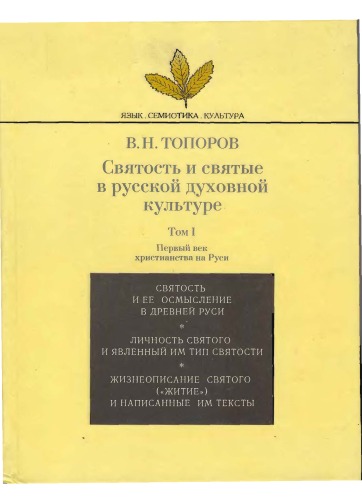 ЯЗЫК . СЕМИОТИКА . КУЛЬТУРА
В. Н. ТОПОРОВ
Святость и святые
в русской духовной
культуре
Том I
Первый век
христианства на Руси
СВЯТОСТЬ
И ЕЕ ОСМЫСЛЕНИЕ
В ДРЕВНЕЙ РУСИ
*
ЛИЧНОСТЬ СВЯТОГО
И ЯВЛЕННЫЙ ИМ ТИП СВЯТОСТИ
*
ЖИЗНЕОПИСАНИЕ СВЯТОГО
(«ЖИТИЕ»)
И НАПИСАННЫЕ ИМ ТЕКСТЫ